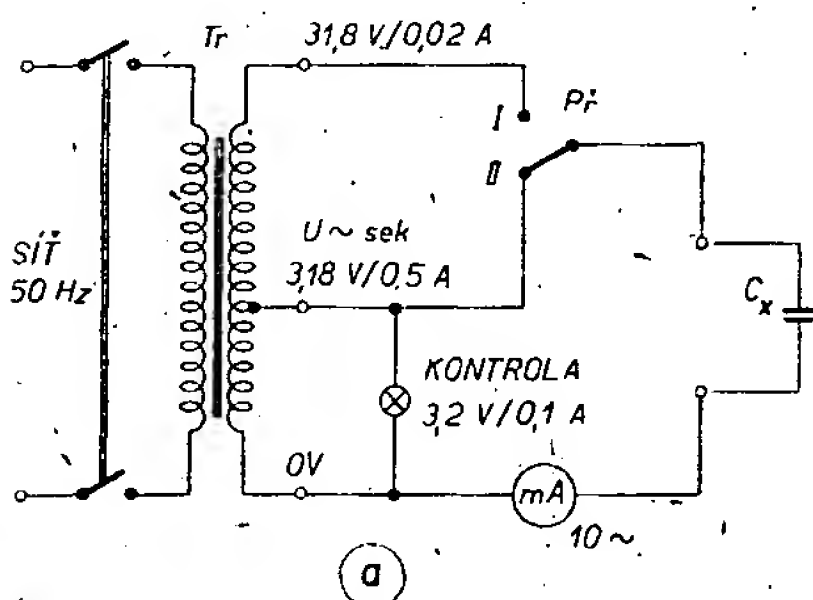 Tr
31,8 V/0,02 A
I
Př
II
SÍŤ
50 Hz
U ~ sek
3,18 V/0,5 A
Cx
KONTROLA
3,2 V/0,1 A
0V
mA
10 ~
a